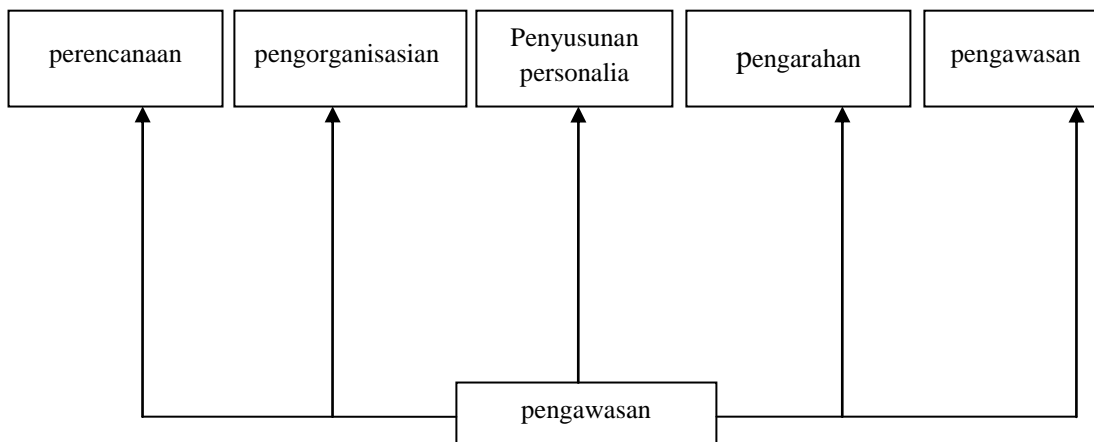 perencanaan
pengorganisasian
Penyusunan
personalia
pengarahan
pengawasan
pengawasan